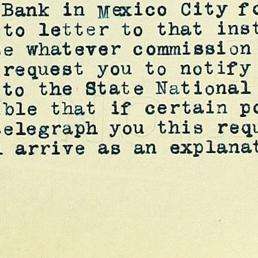 Bank in Mexico City fo
to letter to that inst
e whatever commission
request you to notify
to the State National
ble that if certain po
elegraph you this requ
arrive as an explanat